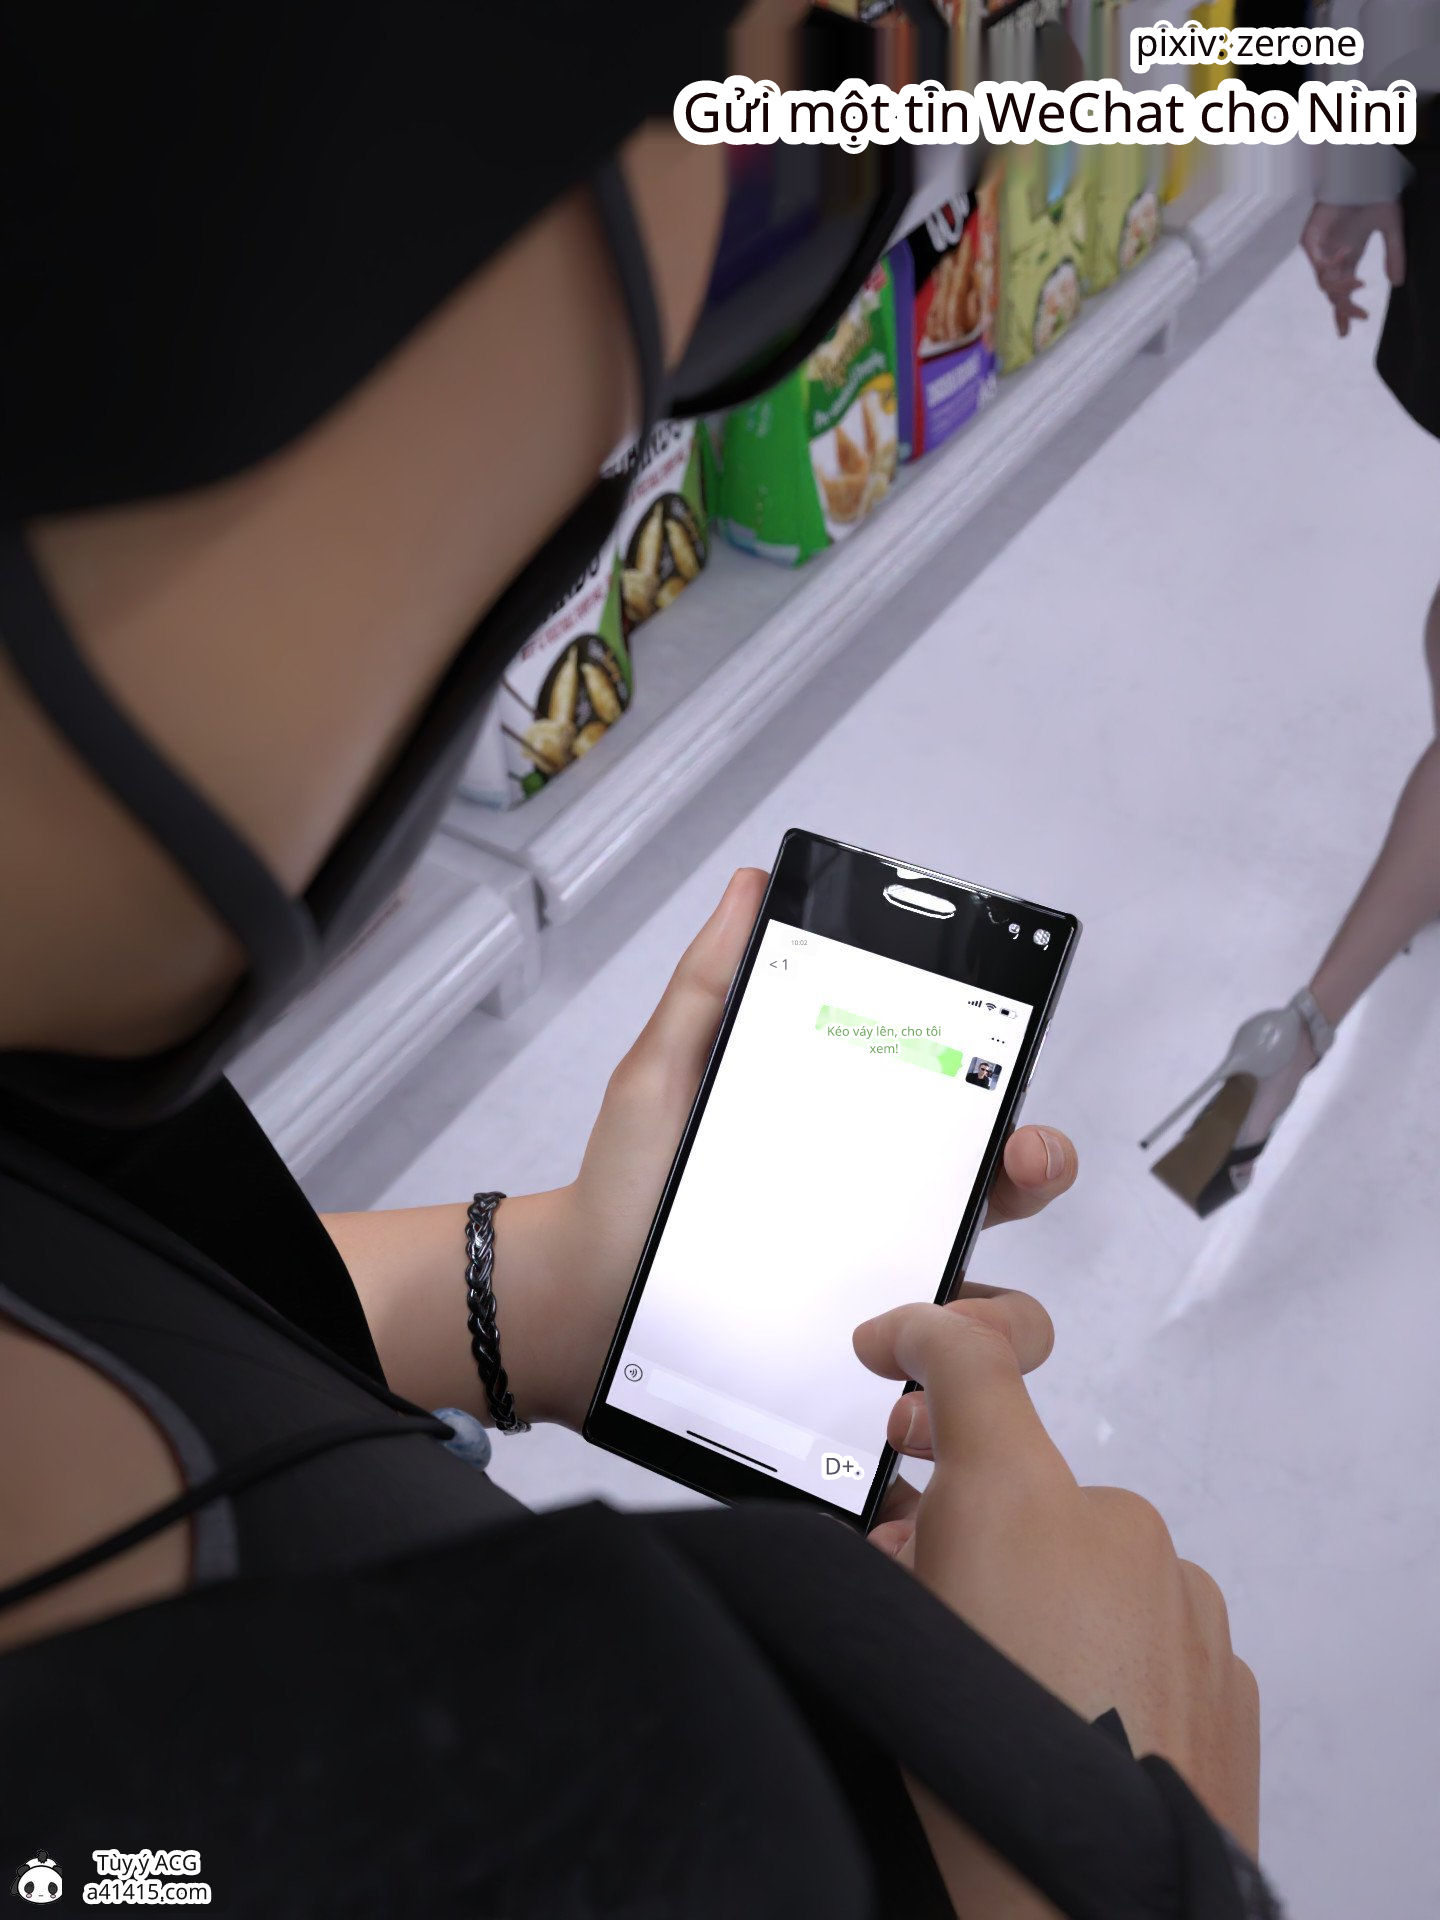 pixiv: zerone
Gửi một tin WeChat cho Nini
10:02
< 1
Kéo váy lên, cho tôi
xem!
D+.
Tùy ý ACG
a41415.com